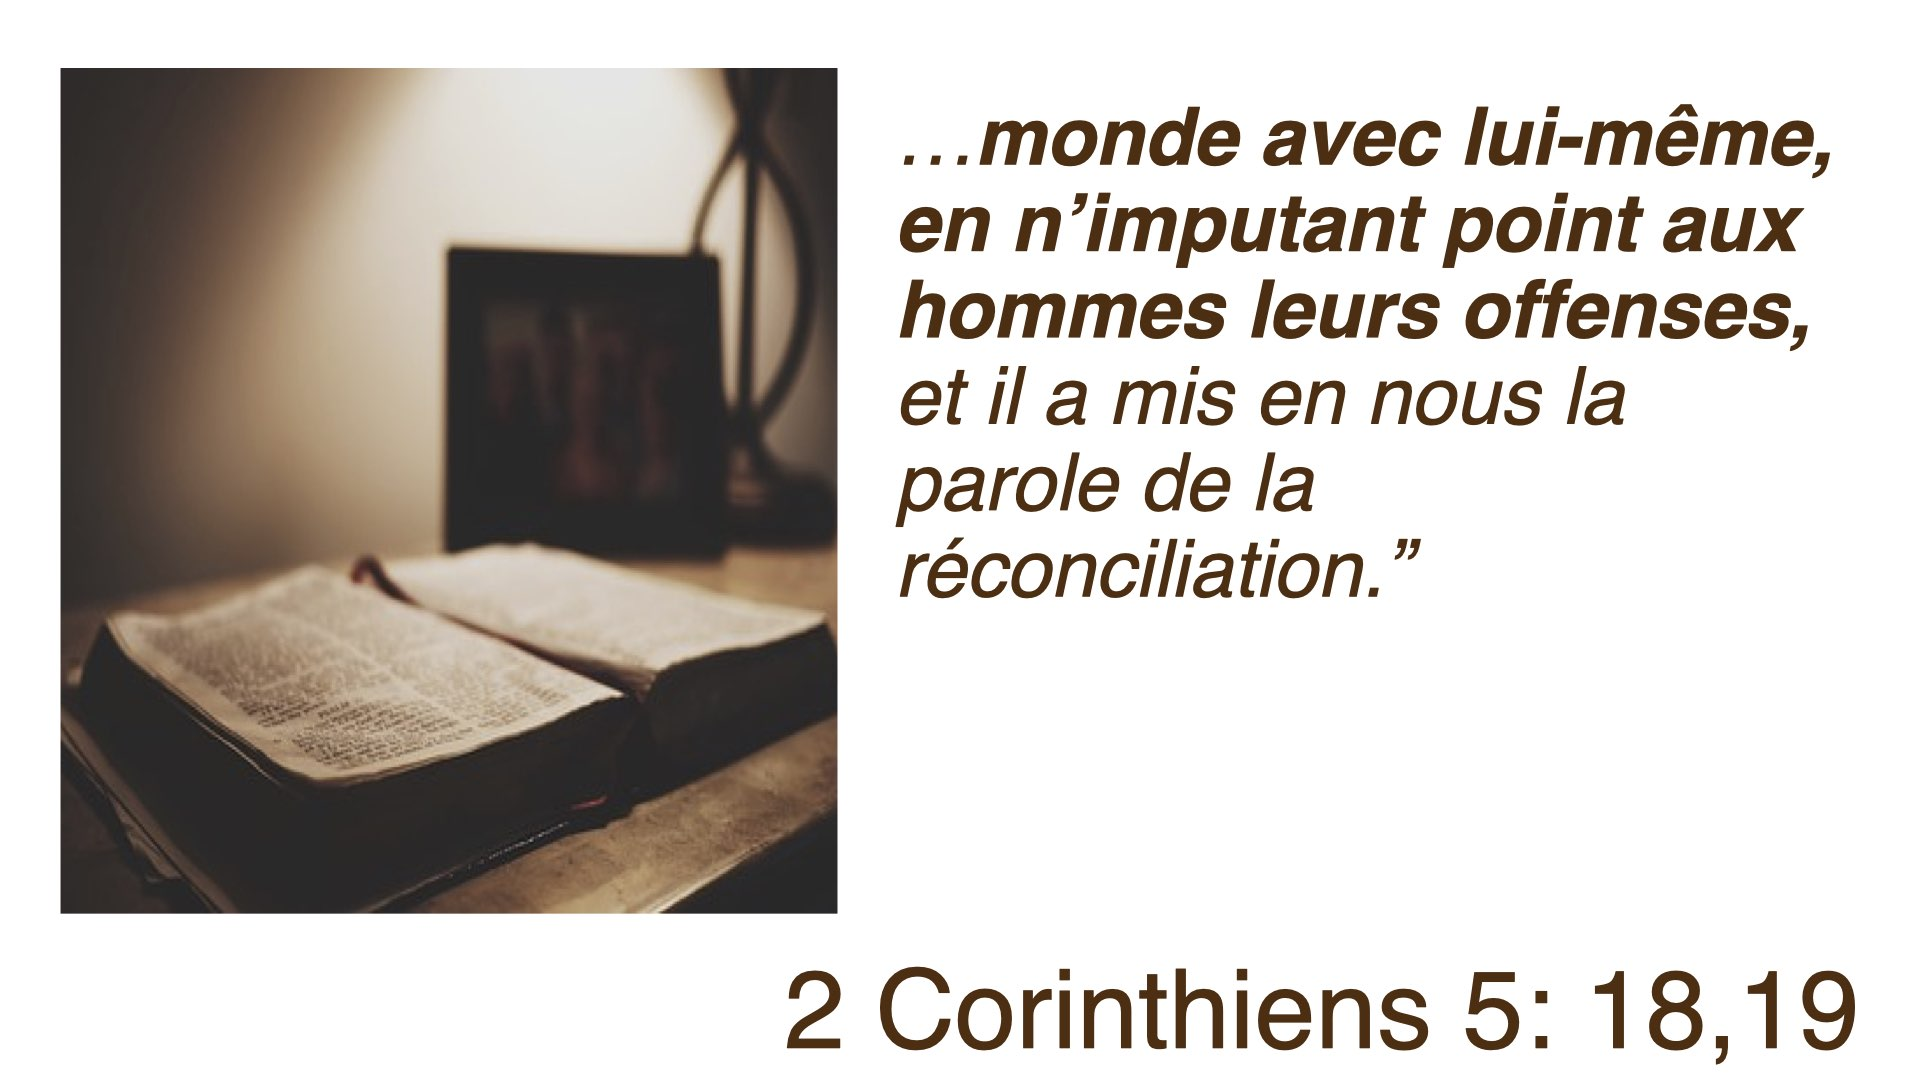 …monde avec lui-même,
en n’imputant point aux
hommes leurs offenses,
et il a mis en nous la
parole de la
réconciliation.”
2 Corinthiens 5: 18,19